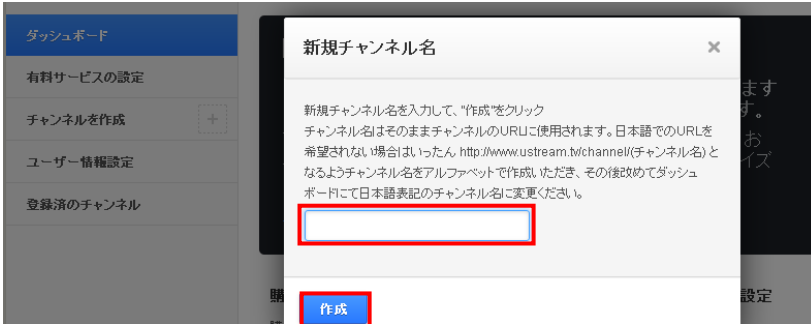 ダッシュボード
有料サービスの設定
チャンネルを作成
ユーザー情報設定
登録済のチャンネル
新規チャンネル名
×
新規チャンネル名を入力して、"作成"をクリック
チャンネル名はそのままチャンネルのURLに使用されます。日本語でのURLを
希望されない場合はいったん http://www.ustream.tv/channel/(チャンネル名) と
なるようチャンネル名をアルファベットで作成いただき、その後改めてダッシュ
ボードにて日本語表記のチャンネル名に変更ください。
作成
ます
す。
お
イズ
購
設定